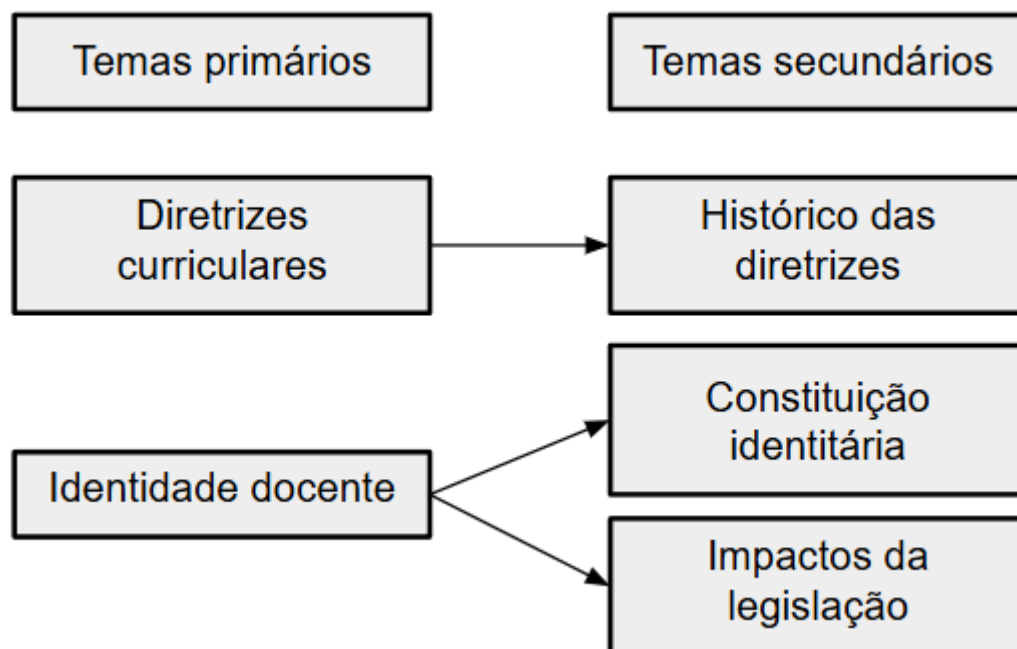 Temas primários
Temas secundários
Diretrizes
curriculares
Histórico das
diretrizes
Identidade docente
Constituição
identitária
Impactos da
legislação